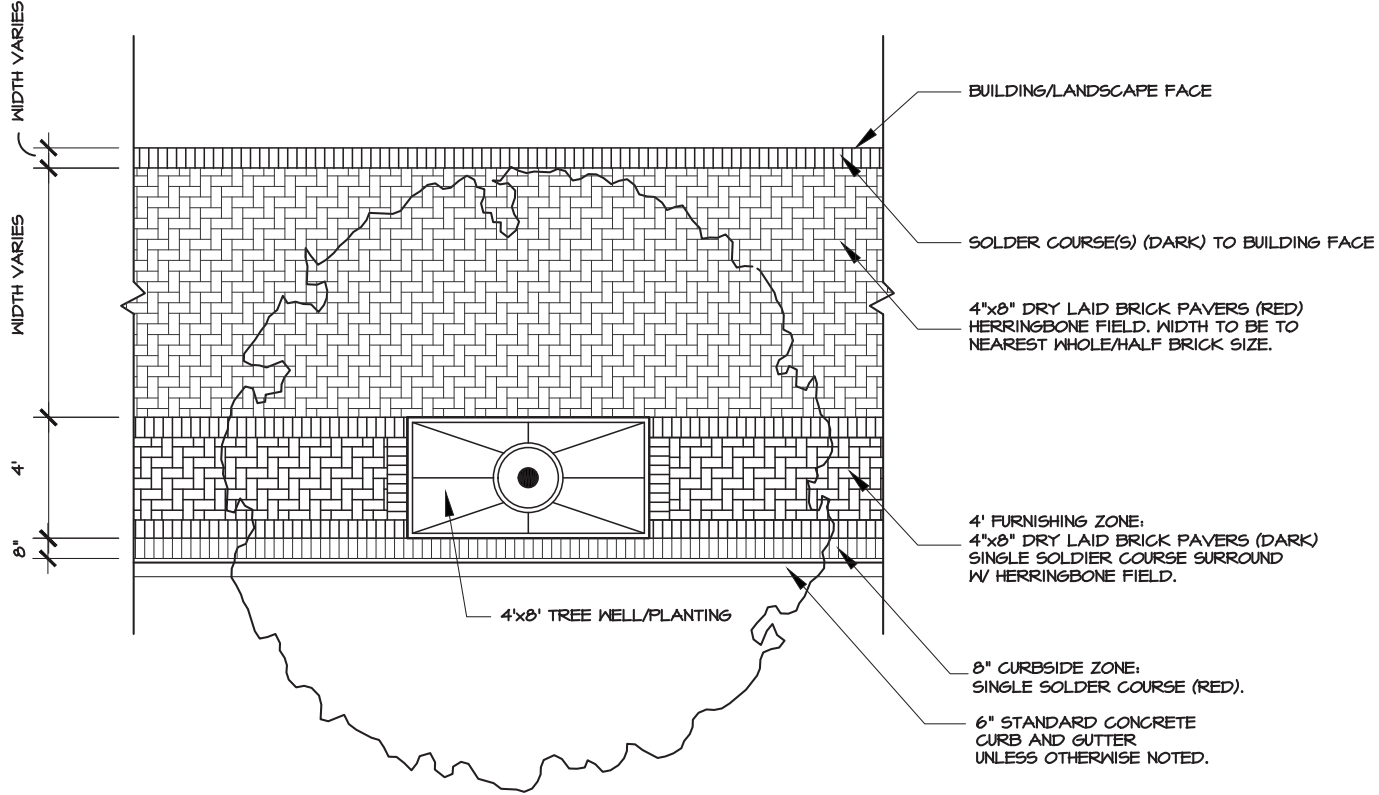 WIDTH VARIES
WIDTH VARIES
4'
8"
BUILDING/LANDSCAPE FACE
SOLDER COURSE(S) (DARK) TO BUILDING FACE
4"x8" DRY LAID BRICK PAVERS (RED)
HERRINGBONE FIELD. WIDTH TO BE TO
NEAREST WHOLE/HALF BRICK SIZE.
4' FURNISHING ZONE:
4"x8" DRY LAID BRICK PAVERS (DARK)
SINGLE SOLDIER COURSE SURROUND
W/ HERRINGBONE FIELD.
4'x8' TREE WELL/PLANTING
8" CURBSIDE ZONE:
SINGLE SOLDER COURSE (RED).
6" STANDARD CONCRETE
CURB AND GUTTER
UNLESS OTHERWISE NOTED.